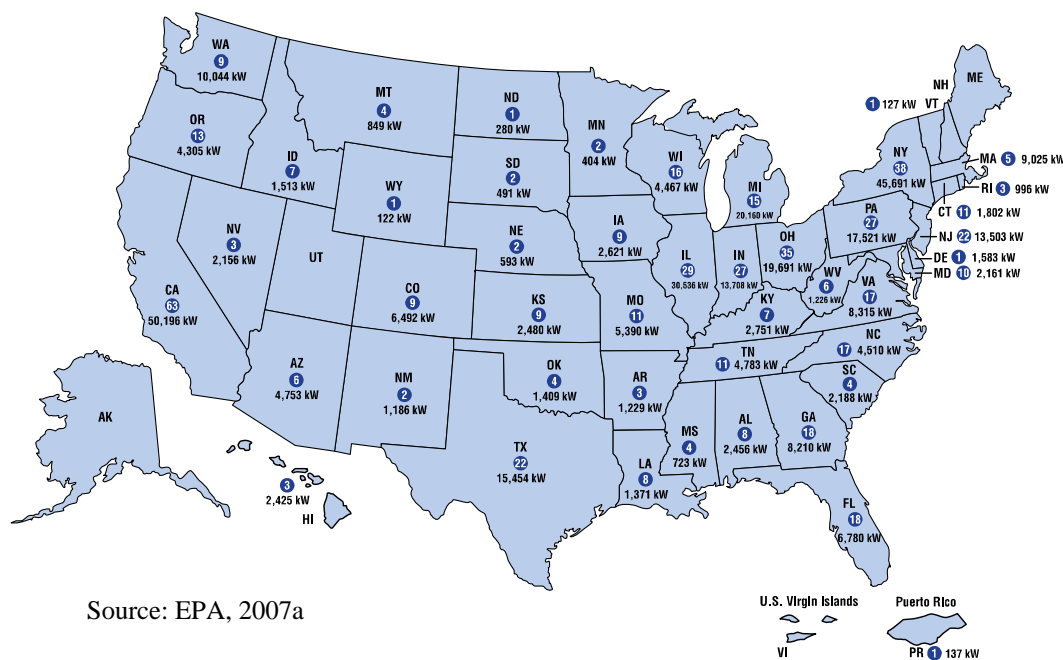 WA
9
10,044 kW
MT
4
849 kW
ND
1
280 kW
MN
2
404 kW
NH
ME
VT
1 127 kW
OR
13
4,305 kW
ID
7
1,513 kW
SD
2
491 kW
WI
16
4,467 kW
MI
15
20,160 kW
NY
38
45,691 kW
MA 5 9,025 kW
RI 3 996 kW
CT 11 1,802 kW
WY
1
122 kW
NE
2
593 kW
IA
9
2,621 kW
PA
27
17,521 kW
NJ 22 13,503 kW
DE 1 1,583 kW
MD 10 2,161 kW
NV
3
2,156 kW
UT
CO
9
6,492 kW
KS
9
2,480 kW
MO
11
5,390 kW
IL
29
30,536 kW
IN
27
13,708 kW
OH
35
19,691 kW
WV
6
1,226 kW
VA
17
8,315 kW
KY
7
2,751 kW
CA
63
50,196 kW
AZ
6
4,753 kW
NM
2
1,186 kW
OK
4
1,409 kW
AR
3
1,229 kW
TN
11 4,783 kW
NC
17 4,510 kW
SC
4
2,188 kW
AK
TX
22
15,454 kW
LA
8
1,371 kW
MS
4
723 kW
AL
8
2,456 kW
GA
18
8,210 kW
FL
18
6,780 kW
3
2,425 kW
HI
Source: EPA, 2007a
U.S. Virgin Islands
VI
Puerto Rico
PR 1 137 kW